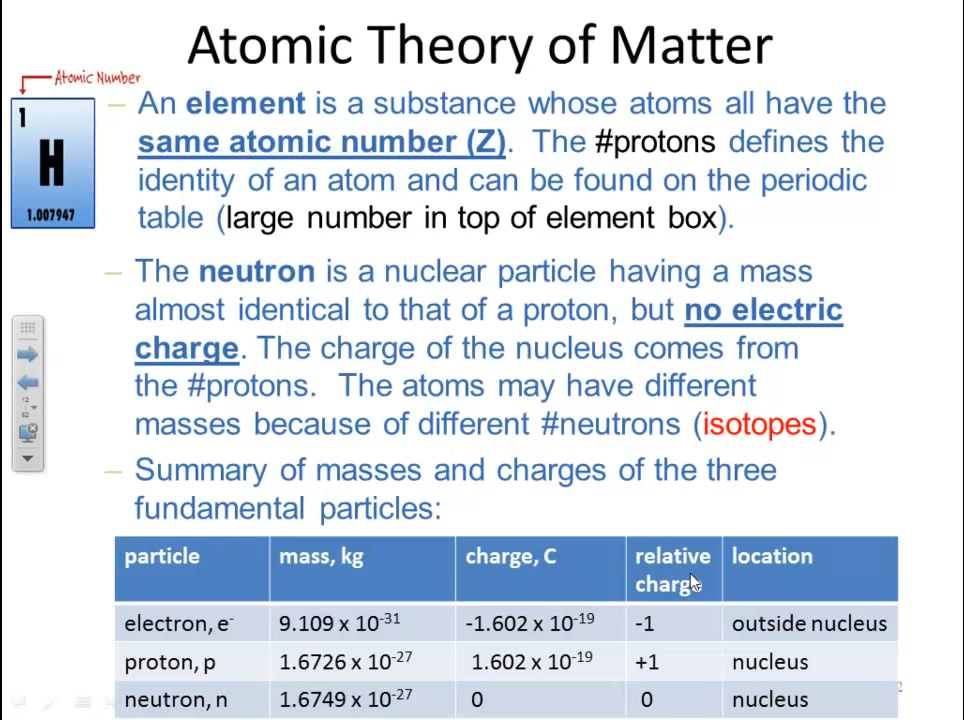 Atomic Theory of Matter
Atomic Number
1
H
1.007947
– An element is a substance whose atoms all have the
same atomic number (Z). The #protons defines the
identity of an atom and can be found on the periodic
table (large number in top of element box).
– The neutron is a nuclear particle having a mass
almost identical to that of a proton, but no electric
charge. The charge of the nucleus comes from
the #protons. The atoms may have different
masses because of different #neutrons (isotopes).
– Summary of masses and charges of the three
fundamental particles:
12
/
52
particle mass, kg charge, C relative charge location
electron, e⁻ 9.109 x 10⁻³¹ -1.602 x 10⁻¹⁹ -1 outside nucleus
proton, p 1.6726 x 10⁻²⁷ 1.602 x 10⁻¹⁹ +1 nucleus
neutron, n 1.6749 x 10⁻²⁷ 0 0 nucleus